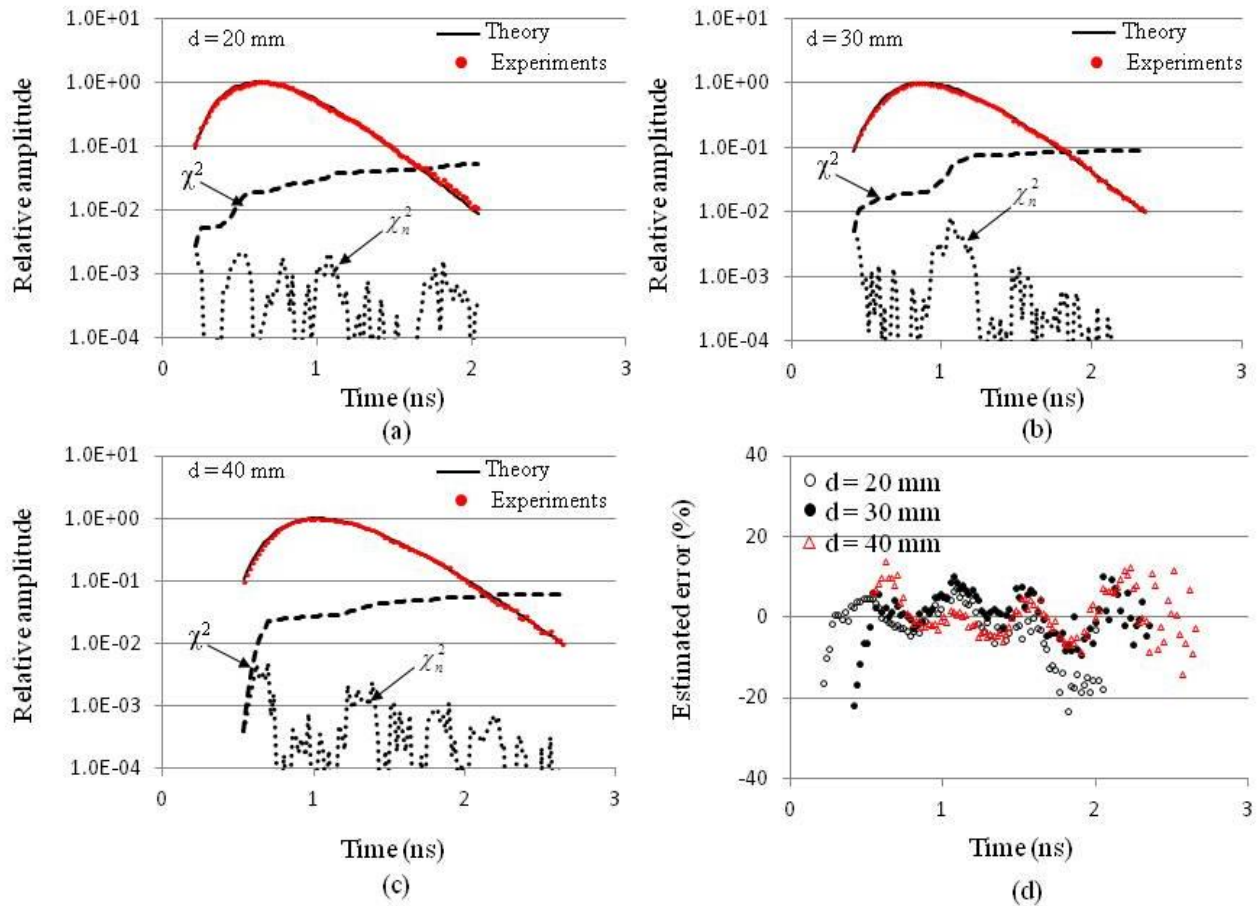 1.0E+01
1.0E+00
1.0E-01
1.0E-02
1.0E-03
1.0E-04
Relative amplitude
d = 20 mm
Theory
Experiments
χ²
χₙ²
0 1 2 3
Time (ns)
(a)
1.0E+01
1.0E+00
1.0E-01
1.0E-02
1.0E-03
1.0E-04
Relative amplitude
d = 30 mm
Theory
Experiments
χ²
χₙ²
0 1 2 3
Time (ns)
(b)
1.0E+01
1.0E+00
1.0E-01
1.0E-02
1.0E-03
1.0E-04
Relative amplitude
d = 40 mm
Theory
Experiments
χ²
χₙ²
0 1 2 3
Time (ns)
(c)
40
20
0
-20
-40
Estimated error (%)
d = 20 mm
d = 30 mm
d = 40 mm
0 1 2 3
Time (ns)
(d)